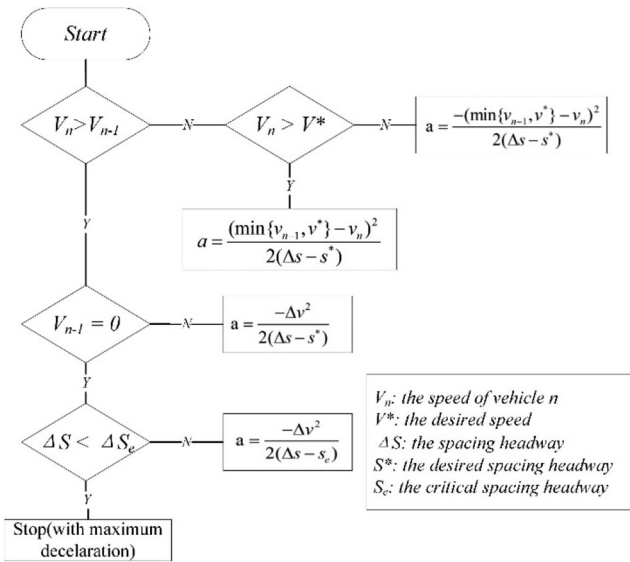 Start
Vₙ>Vₙ₋₁
N
Vₙ > V*
N
a = −(min{vₙ₋₁, v*} − vₙ)² / 2(Δs − s*)
Y
Y
a = (min{vₙ₋₁, v*} − vₙ)² / 2(Δs − s*)
Vₙ₋₁ = 0
N
a = −Δv² / 2(Δs − s*)
Y
ΔS < ΔSₑ
N
a = −Δv² / 2(Δs − sₑ)
Y
Stop(with maximum
decelaration)
Vₙ: the speed of vehicle n
V*: the desired speed
ΔS: the spacing headway
S*: the desired spacing headway
Sₑ: the critical spacing headway